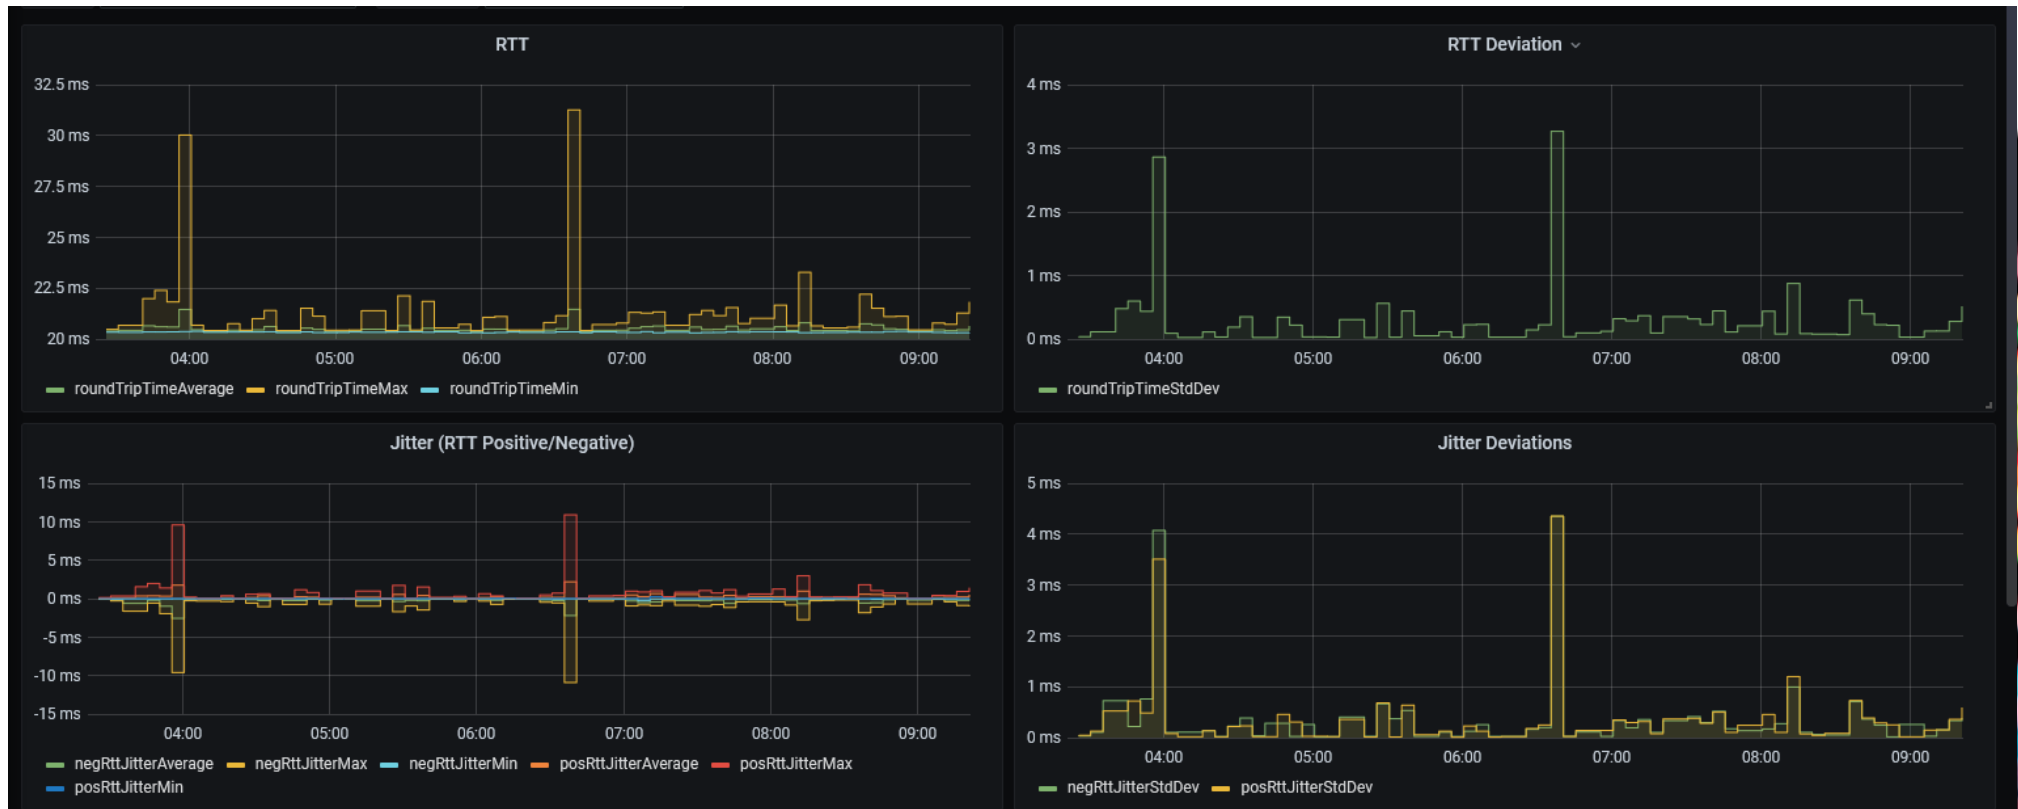 RTT
32.5 ms
30 ms
27.5 ms
25 ms
22.5 ms
20 ms
04:00 05:00 06:00 07:00 08:00 09:00
roundTripTimeAverage roundTripTimeMax roundTripTimeMin
RTT Deviation
4 ms
3 ms
2 ms
1 ms
0 ms
04:00 05:00 06:00 07:00 08:00 09:00
roundTripTimeStdDev
Jitter (RTT Positive/Negative)
15 ms
10 ms
5 ms
0 ms
-5 ms
-10 ms
-15 ms
04:00 05:00 06:00 07:00 08:00 09:00
negRttJitterAverage negRttJitterMax negRttJitterMin posRttJitterAverage posRttJitterMax
posRttJitterMin
Jitter Deviations
5 ms
4 ms
3 ms
2 ms
1 ms
0 ms
04:00 05:00 06:00 07:00 08:00 09:00
negRttJitterStdDev posRttJitterStdDev